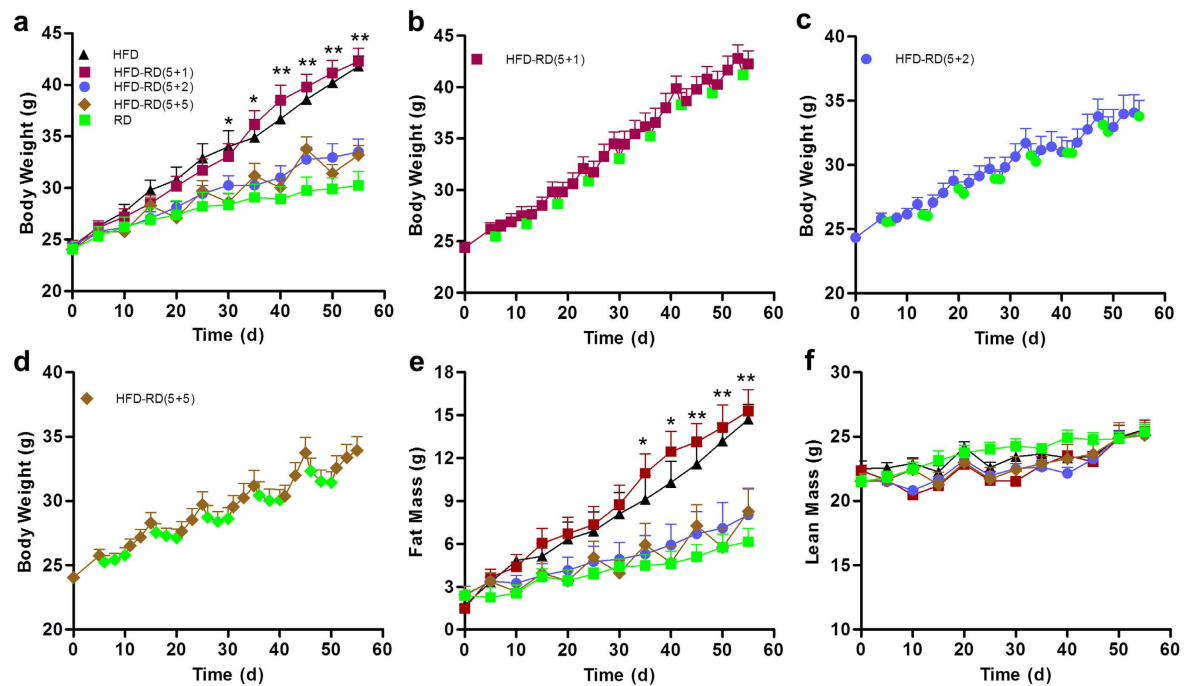 a
Body Weight (g)
45
40
35
30
25
20
0 10 20 30 40 50 60
Time (d)
HFD
HFD-RD(5+1)
HFD-RD(5+2)
HFD-RD(5+5)
RD
* * ** ** ** **
b
Body Weight (g)
45
40
35
30
25
20
0 10 20 30 40 50 60
Time (d)
HFD-RD(5+1)
c
Body Weight (g)
40
35
30
25
20
0 10 20 30 40 50 60
Time (d)
HFD-RD(5+2)
d
Body Weight (g)
40
35
30
25
20
0 10 20 30 40 50 60
Time (d)
HFD-RD(5+5)
e
Fat Mass (g)
18
15
12
9
6
3
0
0 10 20 30 40 50 60
Time (d)
* * ** ** **
f
Lean Mass (g)
30
25
20
15
10
0 10 20 30 40 50 60
Time (d)